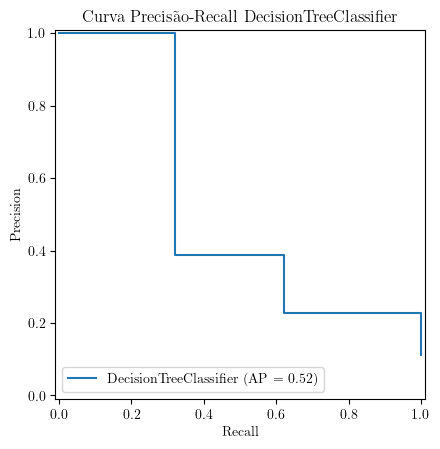 Curva Precisão-Recall DecisionTreeClassifier
1.0
0.8
0.6
0.4
0.2
0.0
Precision
DecisionTreeClassifier (AP = 0.52)
0.0 0.2 0.4 0.6 0.8 1.0
Recall